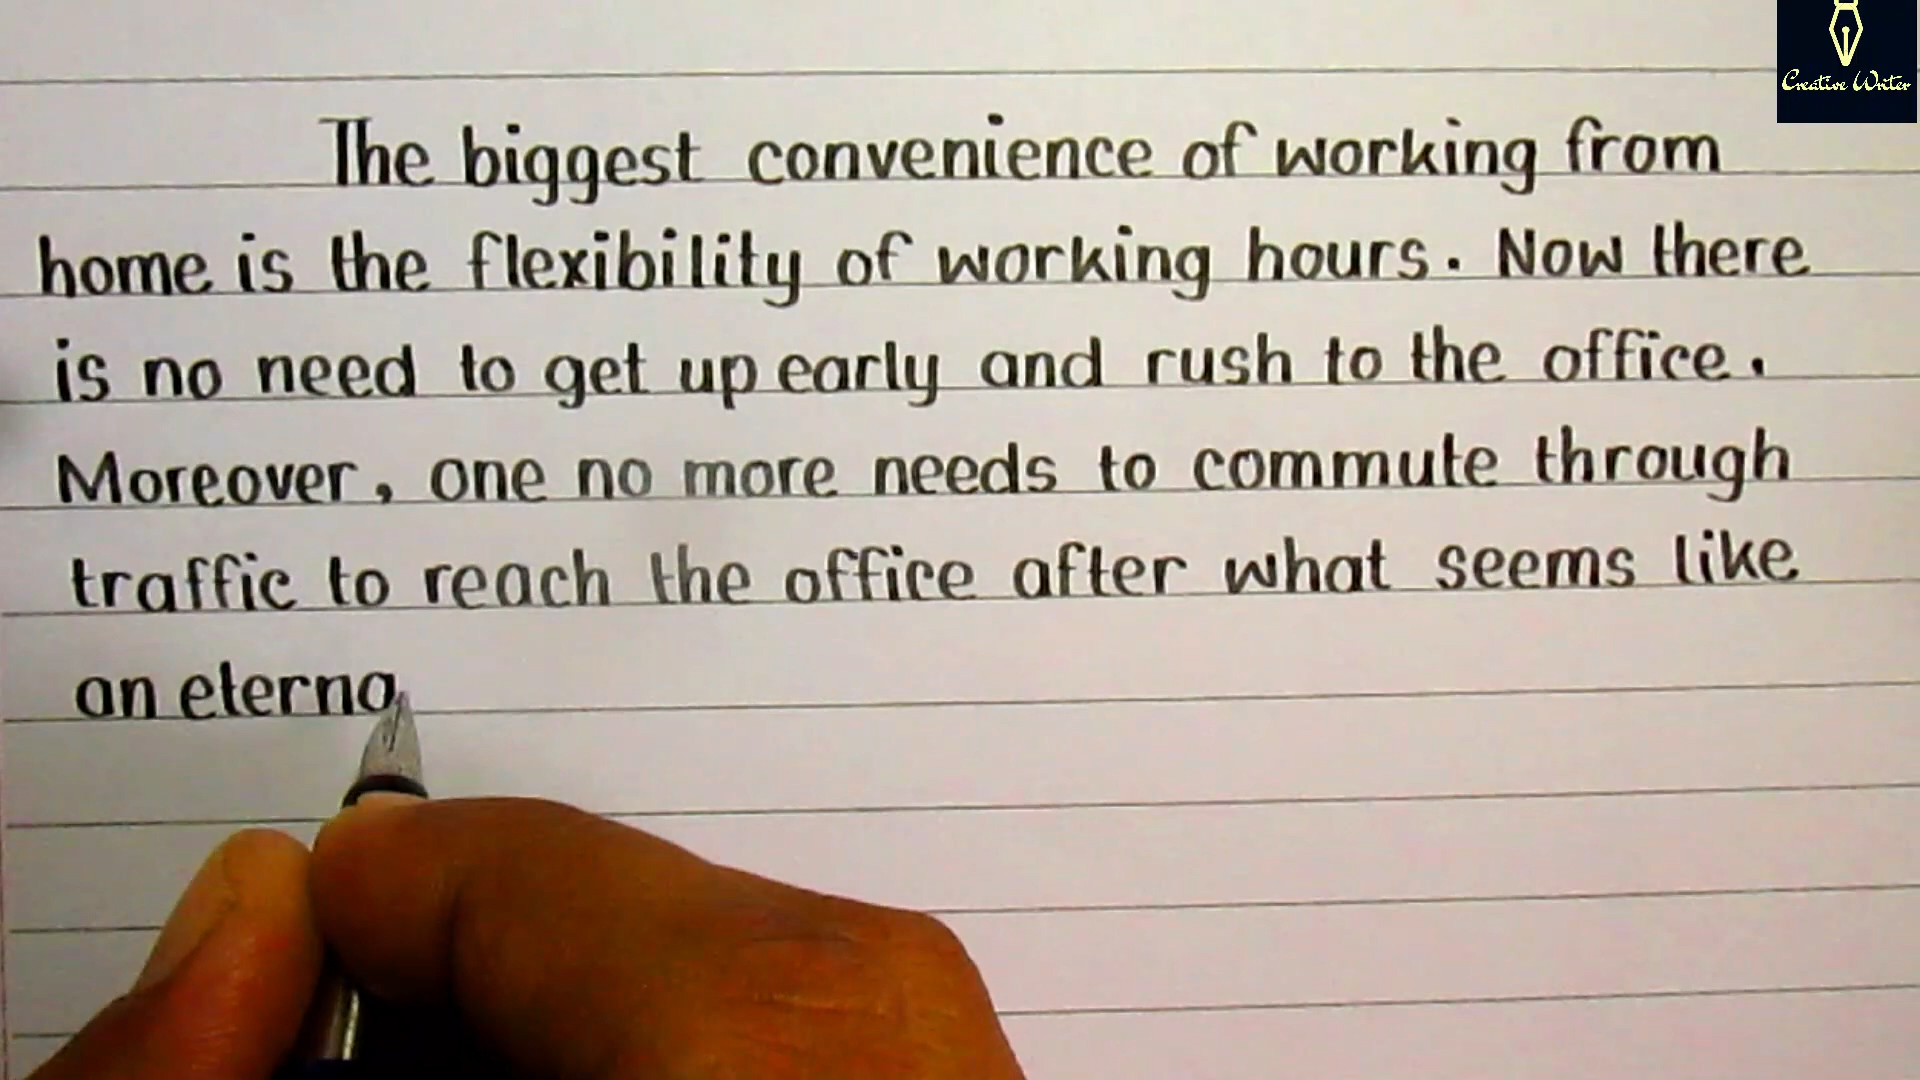 Creative Writer
The biggest convenience of working from
home is the flexibility of working hours. Now there
is no need to get up early and rush to the office.
Moreover, one no more needs to commute through
traffic to reach the office after what seems like
an eterna